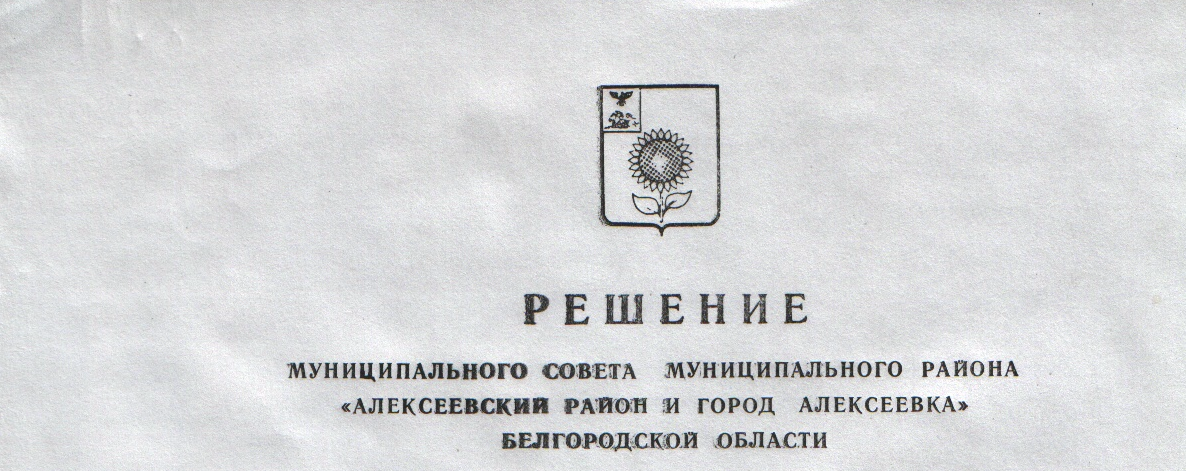 РЕШЕНИЕ
МУНИЦИПАЛЬНОГО СОВЕТА МУНИЦИПАЛЬНОГО РАЙОНА
«АЛЕКСЕЕВСКИЙ РАЙОН И ГОРОД АЛЕКСЕЕВКА»
БЕЛГОРОДСКОЙ ОБЛАСТИ